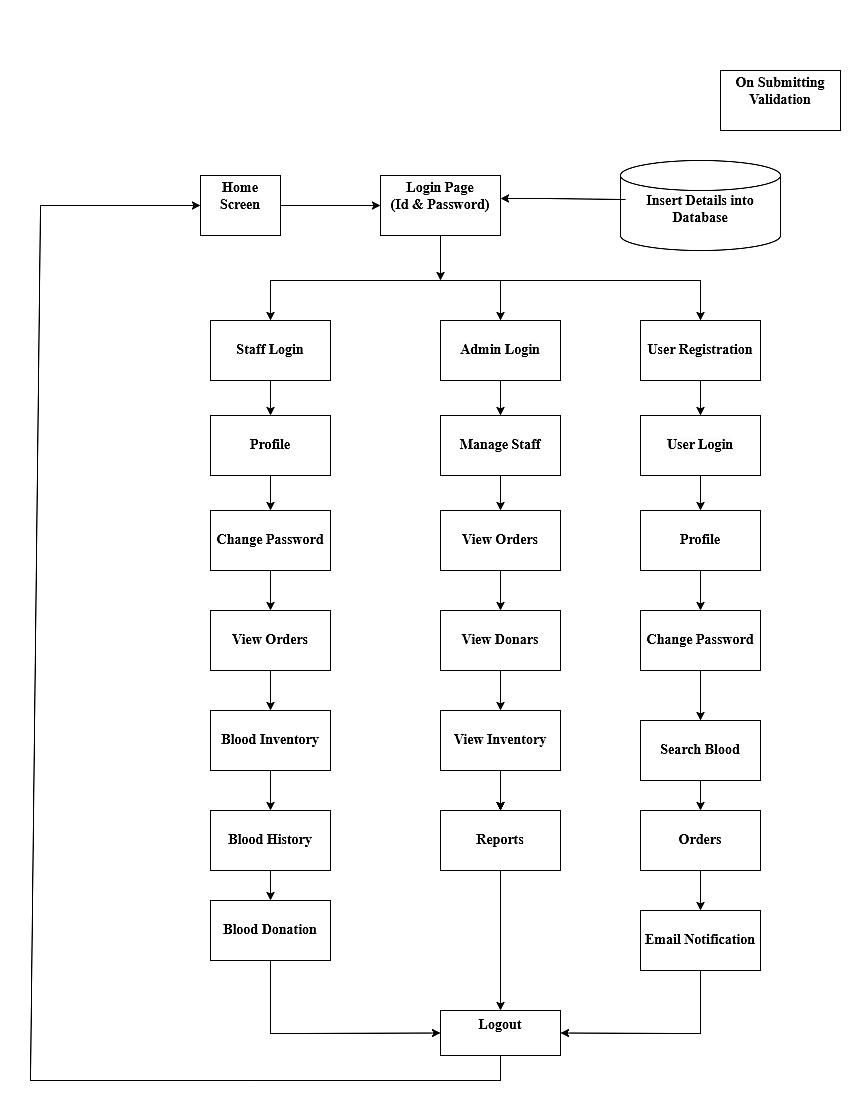 On Submitting
Validation
Home
Screen
Login Page
(Id & Password)
Insert Details into
Database
Staff Login
Admin Login
User Registration
Profile
Manage Staff
User Login
Change Password
View Orders
Profile
View Orders
View Donars
Change Password
Blood Inventory
View Inventory
Search Blood
Blood History
Reports
Orders
Blood Donation
Email Notification
Logout